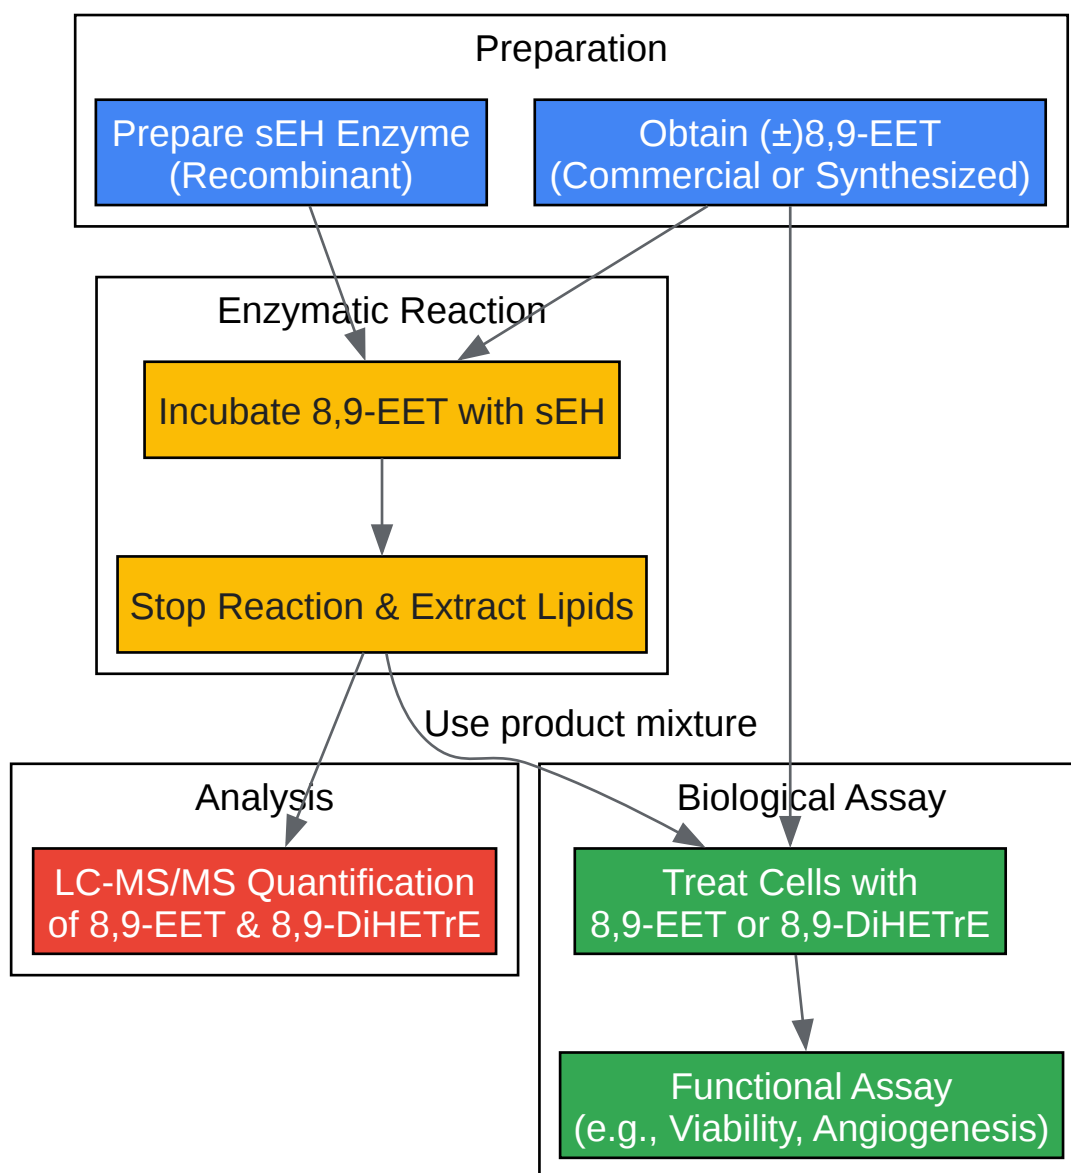 Preparation
Prepare sEH Enzyme
(Recombinant)
Obtain (±)8,9-EET
(Commercial or Synthesized)
Enzymatic Reaction
Incubate 8,9-EET with sEH
Stop Reaction & Extract Lipids
Use product mixture
Analysis
LC-MS/MS Quantification
of 8,9-EET & 8,9-DiHETrE
Biological Assay
Treat Cells with
8,9-EET or 8,9-DiHETrE
Functional Assay
(e.g., Viability, Angiogenesis)